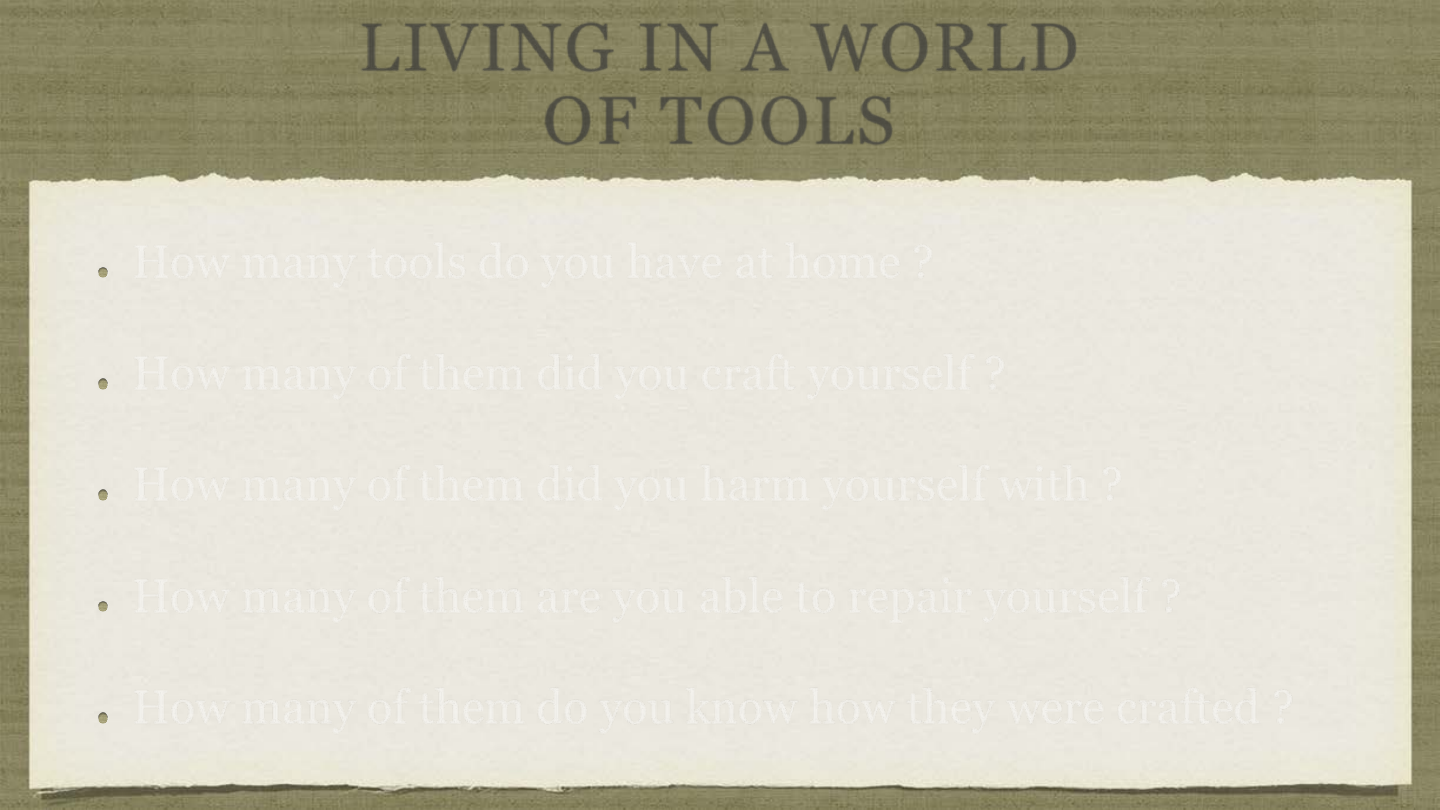 LIVING IN A WORLD
OF TOOLS
• How many tools do you have at home ?
• How many of them did you craft yourself ?
• How many of them did you harm yourself with ?
• How many of them are you able to repair yourself ?
• How many of them do you know how they were crafted ?